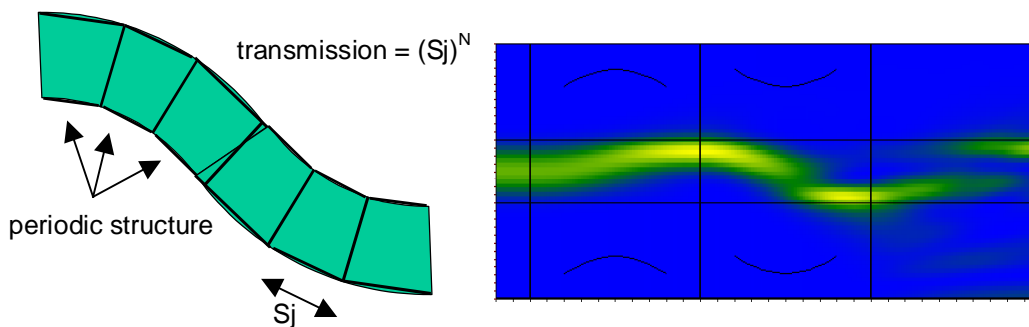 transmission = (Sj)^N
periodic structure
Sj